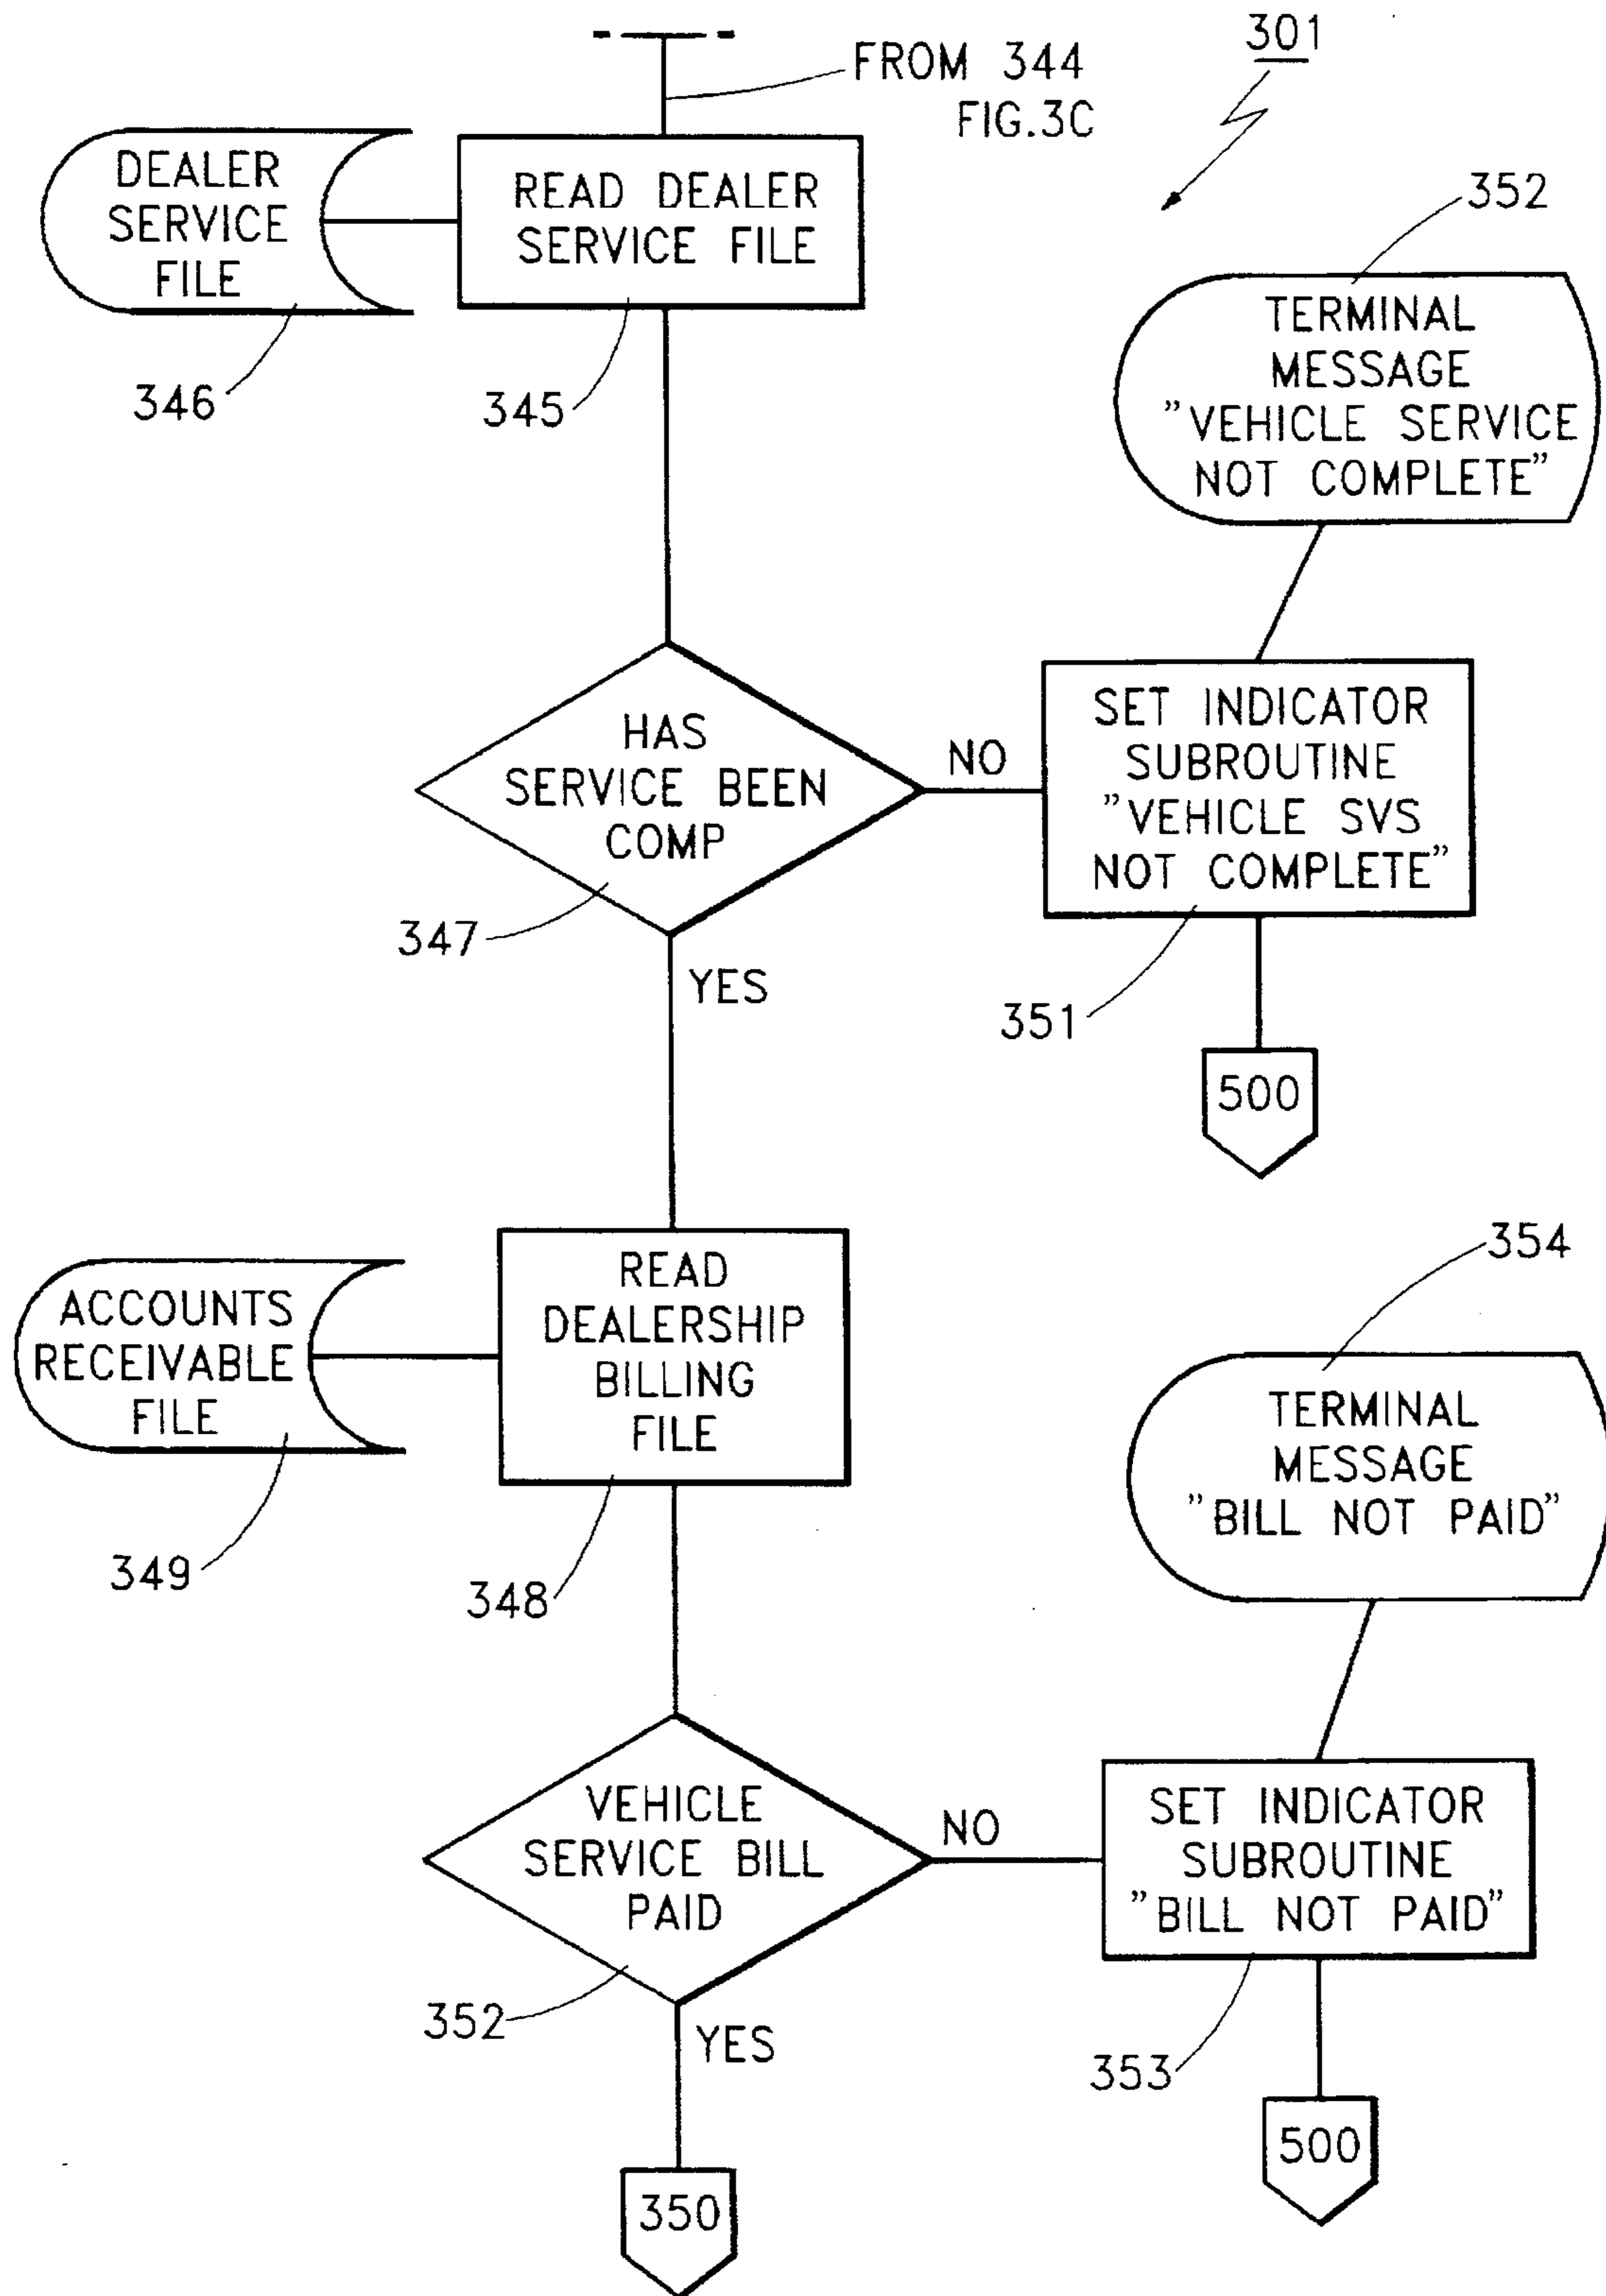 301
FROM 344
FIG.3C
DEALER
SERVICE
FILE
346
READ DEALER
SERVICE FILE
345
352
TERMINAL
MESSAGE
"VEHICLE SERVICE
NOT COMPLETE"
HAS
SERVICE BEEN
COMP
347
NO
SET INDICATOR
SUBROUTINE
"VEHICLE SVS
NOT COMPLETE"
351
500
YES
ACCOUNTS
RECEIVABLE
FILE
349
READ
DEALERSHIP
BILLING
FILE
348
354
TERMINAL
MESSAGE
"BILL NOT PAID"
VEHICLE
SERVICE BILL
PAID
352
NO
SET INDICATOR
SUBROUTINE
"BILL NOT PAID"
353
500
YES
350